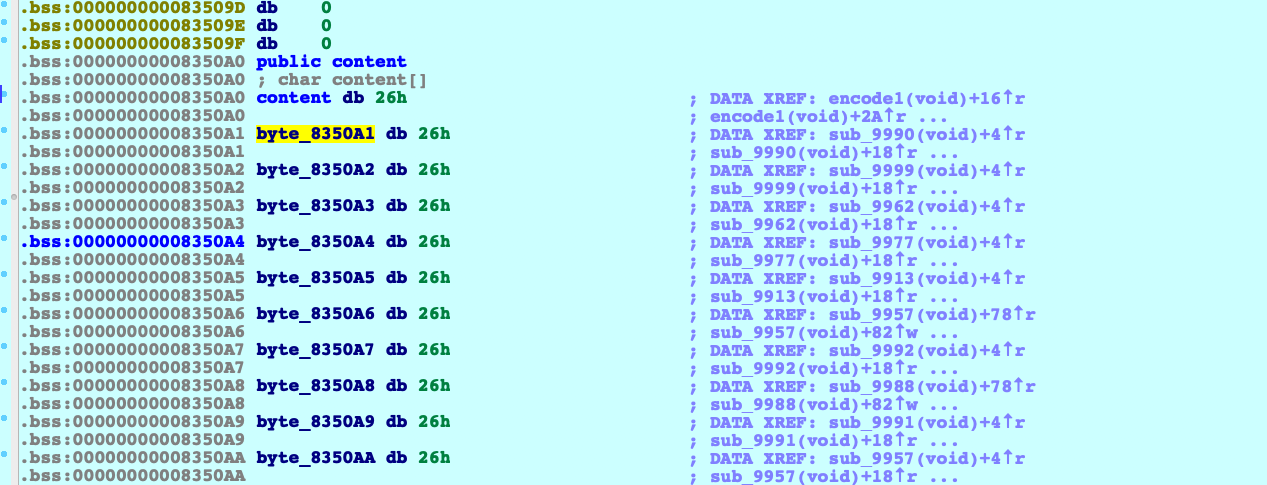 .bss:000000000083509D db    0
.bss:000000000083509E db    0
.bss:000000000083509F db    0
.bss:00000000008350A0 public content
.bss:00000000008350A0 ; char content[]
.bss:00000000008350A0 content db 26h ; DATA XREF: encode1(void)+16↑r
.bss:00000000008350A0 ; encode1(void)+2A↑r ...
.bss:00000000008350A1 byte_8350A1 db 26h ; DATA XREF: sub_9990(void)+4↑r
.bss:00000000008350A1 ; sub_9990(void)+18↑r ...
.bss:00000000008350A2 byte_8350A2 db 26h ; DATA XREF: sub_9999(void)+4↑r
.bss:00000000008350A2 ; sub_9999(void)+18↑r ...
.bss:00000000008350A3 byte_8350A3 db 26h ; DATA XREF: sub_9962(void)+4↑r
.bss:00000000008350A3 ; sub_9962(void)+18↑r ...
.bss:00000000008350A4 byte_8350A4 db 26h ; DATA XREF: sub_9977(void)+4↑r
.bss:00000000008350A4 ; sub_9977(void)+18↑r ...
.bss:00000000008350A5 byte_8350A5 db 26h ; DATA XREF: sub_9913(void)+4↑r
.bss:00000000008350A5 ; sub_9913(void)+18↑r ...
.bss:00000000008350A6 byte_8350A6 db 26h ; DATA XREF: sub_9957(void)+78↑r
.bss:00000000008350A6 ; sub_9957(void)+82↑w ...
.bss:00000000008350A7 byte_8350A7 db 26h ; DATA XREF: sub_9992(void)+4↑r
.bss:00000000008350A7 ; sub_9992(void)+18↑r ...
.bss:00000000008350A8 byte_8350A8 db 26h ; DATA XREF: sub_9988(void)+78↑r
.bss:00000000008350A8 ; sub_9988(void)+82↑w ...
.bss:00000000008350A9 byte_8350A9 db 26h ; DATA XREF: sub_9991(void)+4↑r
.bss:00000000008350A9 ; sub_9991(void)+18↑r ...
.bss:00000000008350AA byte_8350AA db 26h ; DATA XREF: sub_9957(void)+4↑r
.bss:00000000008350AA ; sub_9957(void)+18↑r ...